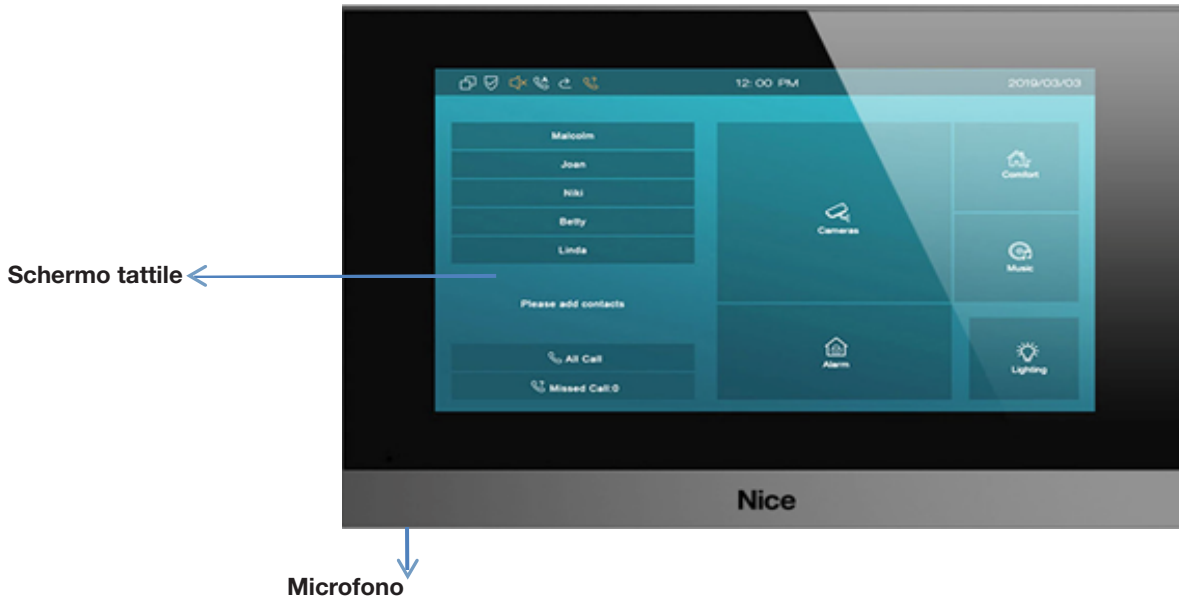 12:00 PM
2019/03/03
Malcolm
Joan
Niki
Betty
Linda
Please add contacts
All Call
Missed Call:0
Cameras
Alarm
Comfort
Music
Lighting
Schermo tattile
Nice
Microfono